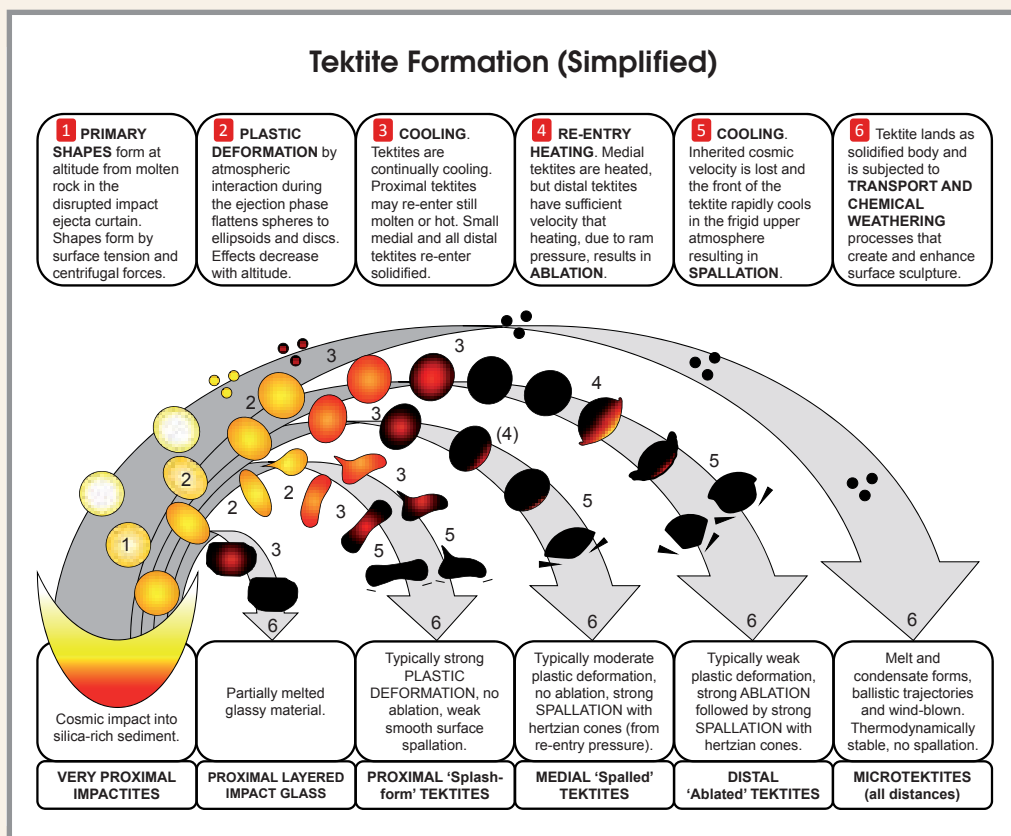 Tektite Formation (Simplified)
1 PRIMARY
SHAPES form at
altitude from molten
rock in the
disrupted impact
ejecta curtain.
Shapes form by
surface tension and
centrifugal forces.
2 PLASTIC
DEFORMATION by
atmospheric
interaction during
the ejection phase
flattens spheres to
ellipsoids and discs.
Effects decrease
with altitude.
3 COOLING.
Tektites are
continually cooling.
Proximal tektites
may re-enter still
molten or hot. Small
medial and all distal
tektites re-enter
solidified.
4 RE-ENTRY
HEATING. Medial
tektites are heated,
but distal tektites
have sufficient
velocity that
heating, due to ram
pressure, results in
ABLATION.
5 COOLING.
Inherited cosmic
velocity is lost and
the front of the
tektite rapidly cools
in the frigid upper
atmosphere
resulting in
SPALLATION.
6 Tektite lands as
solidified body and
is subjected to
TRANSPORT AND
CHEMICAL
WEATHERING
processes that
create and enhance
surface sculpture.
3
3
2
4
3
(4)
2
3
5
2
2
3
5
1
3
5
5
6
6
6
6
6
Cosmic impact into
silica-rich sediment.
Partially melted
glassy material.
Typically strong
PLASTIC
DEFORMATION, no
ablation, weak
smooth surface
spallation.
Typically moderate
plastic deformation,
no ablation, strong
SPALLATION with
hertzian cones (from
re-entry pressure).
Typically weak
plastic deformation,
strong ABLATION
followed by strong
SPALLATION with
hertzian cones.
Melt and
condensate forms,
ballistic trajectories
and wind-blown.
Thermodynamically
stable, no spallation.
VERY PROXIMAL
IMPACTITES
PROXIMAL LAYERED
IMPACT GLASS
PROXIMAL ‘Splash-
form’ TEKTITES
MEDIAL ‘Spalled’
TEKTITES
DISTAL
‘Ablated’ TEKTITES
MICROTEKTITES
(all distances)